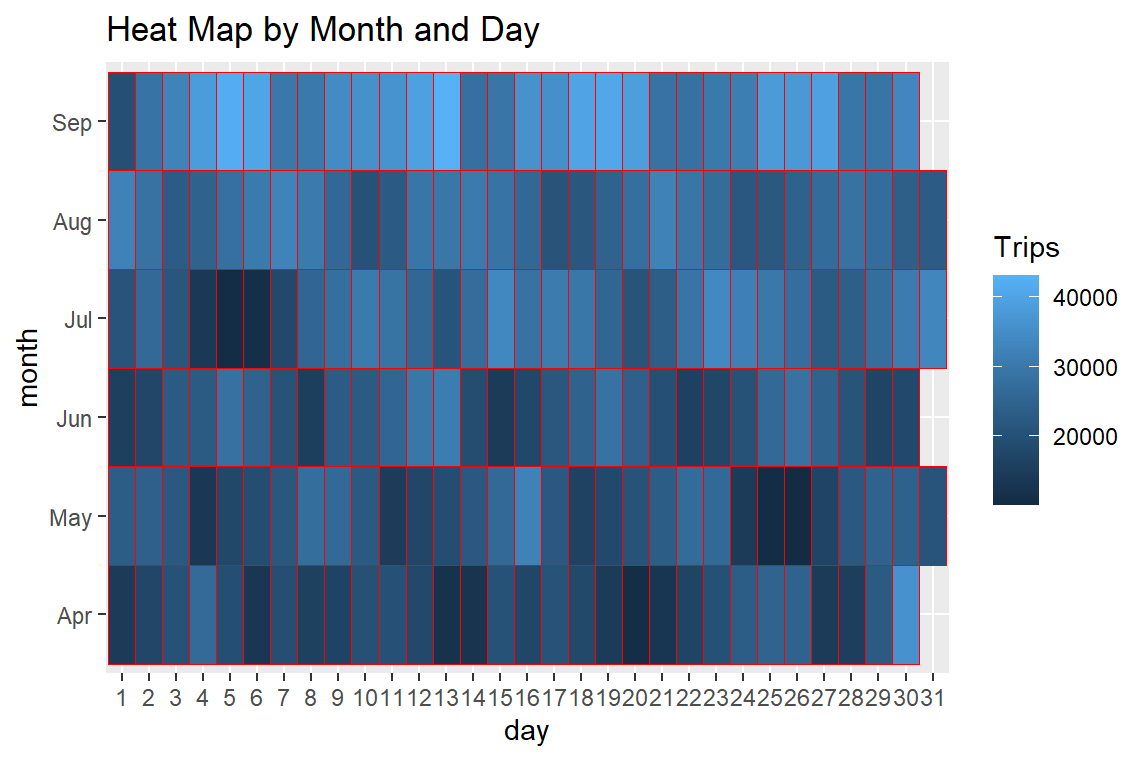 Heat Map by Month and Day
Sep
Aug
Jul
Jun
May
Apr
month
1 2 3 4 5 6 7 8 9 10 11 12 13 14 15 16 17 18 19 20 21 22 23 24 25 26 27 28 29 30 31
day
Trips
40000
30000
20000